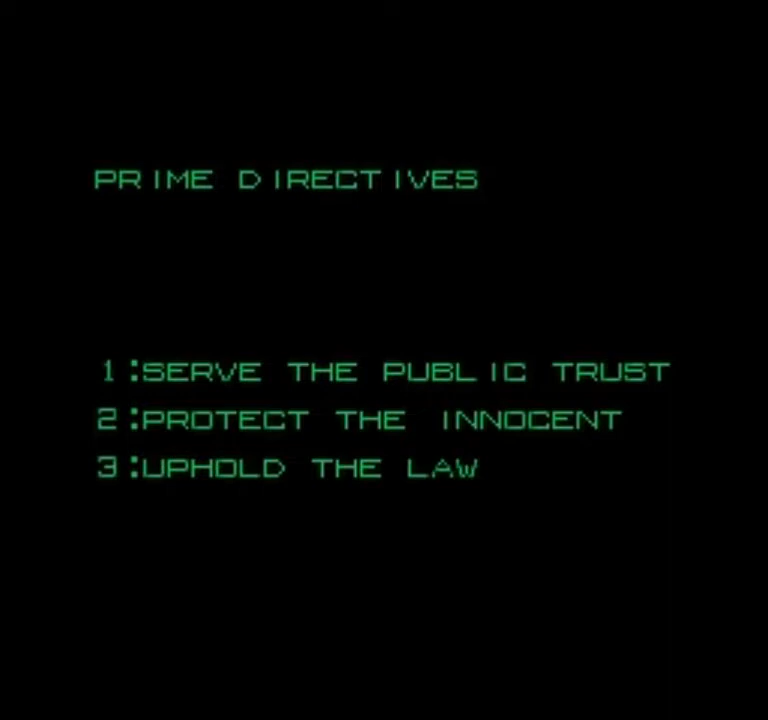 PRIME DIRECTIVES
1:SERVE THE PUBLIC TRUST
2:PROTECT THE INNOCENT
3:UPHOLD THE LAW